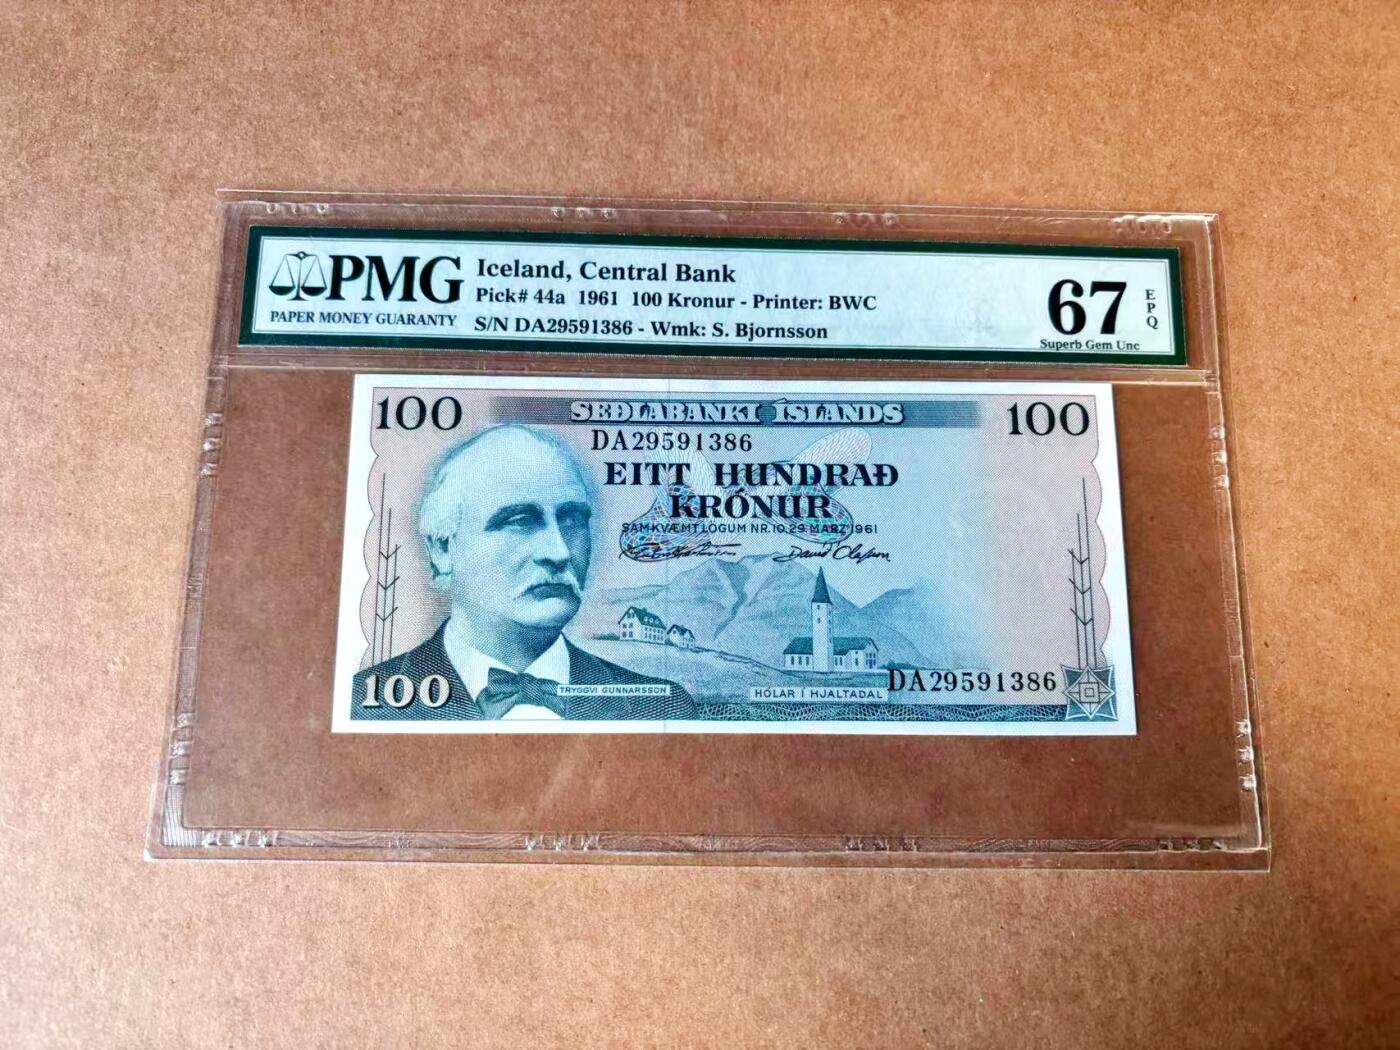 PMG
PAPER MONEY GUARANTY
Iceland, Central Bank
Pick# 44a 1961 100 Kronur - Printer: BWC
S/N DA29591386 - Wmk: S. Bjornsson
67 EPQ
Superb Gem Unc
100 SEÐLABANKI ÍSLANDS 100
DA29591386
EITT HUNDRAÐ
KRÓNUR
SAMKVÆMT LÖGUM NR. 10, 29. MARZ 1961
Davíð Ólafsson
100
TRYGGVI GUNNARSSON
HÓLAR Í HJALTADAL
DA29591386